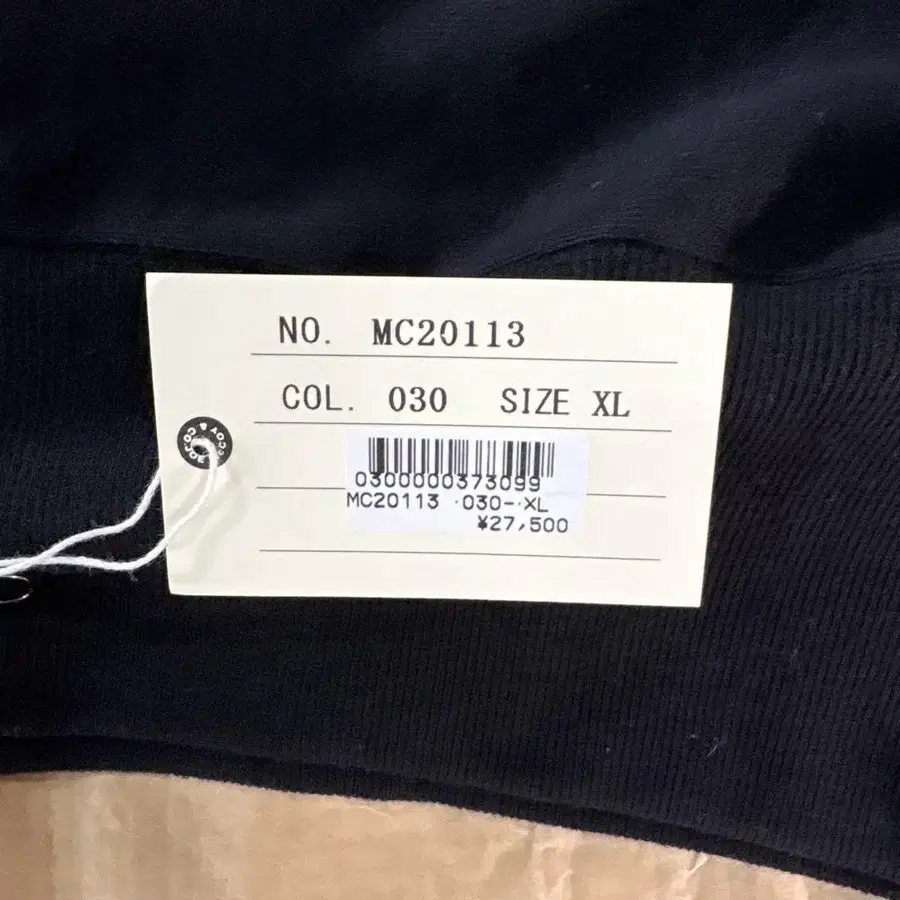 NO. MC20113
COL. 030 SIZE XL
0300000373099
MC20113 ･030-･XL
¥27,500